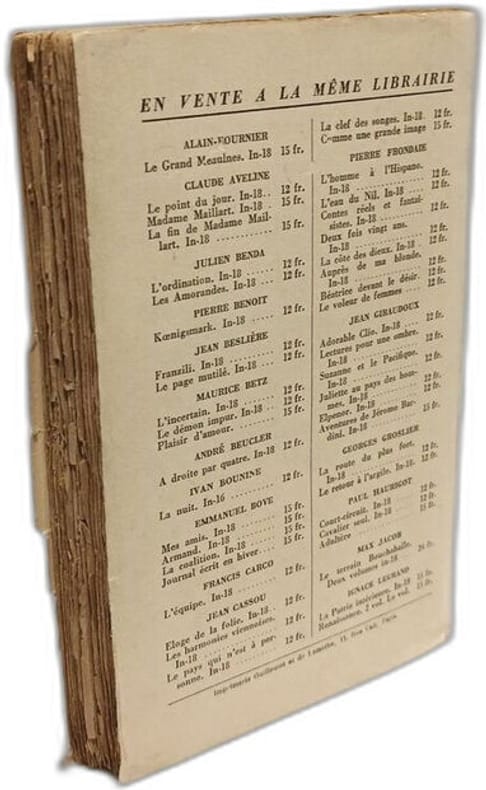 EN VENTE A LA MÊME LIBRAIRIE
ALAIN-FOURNIER
Le Grand Meaulnes. In-18 15 fr.
CLAUDE AVELINE
Le point du jour. In-18.. 12 fr.
Madame Maillart. In-18 . 15 fr.
La fin de Madame Mail-
lart. In-18 ........... 15 fr.
JULIEN BENDA
L'ordination. In-18 ..... 12 fr.
Les Amorandes. In-18 ... 12 fr.
PIERRE BENOIT
Kœnigsmark. In-18 ..... 12 fr.
JEAN BESLIÈRE
Franzili. In-18 ........ 12 fr.
Le page mutilé. In-18 ... 12 fr.
MAURICE BETZ
L'incertain. In-18 ...... 12 fr.
Le démon impur. In-18 .. 12 fr.
Plaisir d'amour. ........ 15 fr.
ANDRÉ BEUCLER
A droite par quatre. In-18 12 fr.
IVAN BOUNINE
La nuit. In-16 ......... 12 fr.
EMMANUEL BOVE
Mes amis. In-18 ........ 15 fr.
Armand. In-18 ......... 15 fr.
La coalition. In-18 ..... 15 fr.
Journal écrit en hiver.... 15 fr.
FRANCIS CARCO
L'équipe. In-18 ........ 12 fr.
JEAN CASSOU
Eloge de la folie. In-18.. 12 fr.
Les harmonies viennoises.
In-18 ................ 12 fr.
Le pays qui n'est à per-
sonne. In-18 .......... 12 fr.
La clef des songes. In-18 12 fr.
Comme une grande image 15 fr.
PIERRE FRONDAIE
L'homme à l'Hispano.
In-18 ................ 12 fr.
L'eau du Nil. In-18 .... 12 fr.
Contes réels et fantai-
sistes. In-18 .......... 12 fr.
Deux fois vingt ans.
In-18 ................ 12 fr.
La côte des dieux. In-18 . 12 fr.
Auprès de ma blonde.
In-18 ................ 12 fr.
Béatrice devant le désir. 12 fr.
Le voleur de femmes .... 12 fr.
JEAN GIRAUDOUX
Adorable Clio. In-18 .... 12 fr.
Lectures pour une ombre.
In-18 ................ 12 fr.
Suzanne et le Pacifique.
In-18 ................ 12 fr.
Juliette au pays des hom-
mes. In-18 ........... 12 fr.
Elpenor. In-18 ......... 12 fr.
Aventures de Jérome Bar-
dini. In-18 ........... 15 fr.
GEORGES GROSLIER
La route du plus fort.
In-18 ................ 12 fr.
Le retour à l'argile. In-18. 12 fr.
PAUL HAURIGOT
Court-circuit. In-18 ..... 12 fr.
Cavalier seul. In-18 ..... 15 fr.
Adultère .............. 15 fr.
MAX JACOB
Le terrain Bouchaballe.
Deux volumes in-18 .... 24 fr.
IGNACE LEGRAND
La Patrie intérieure. In-18 15 fr.
Renaissance. 2 vol. Le vol. 15 fr.
Imprimerie Guillemot et de Lamothe,